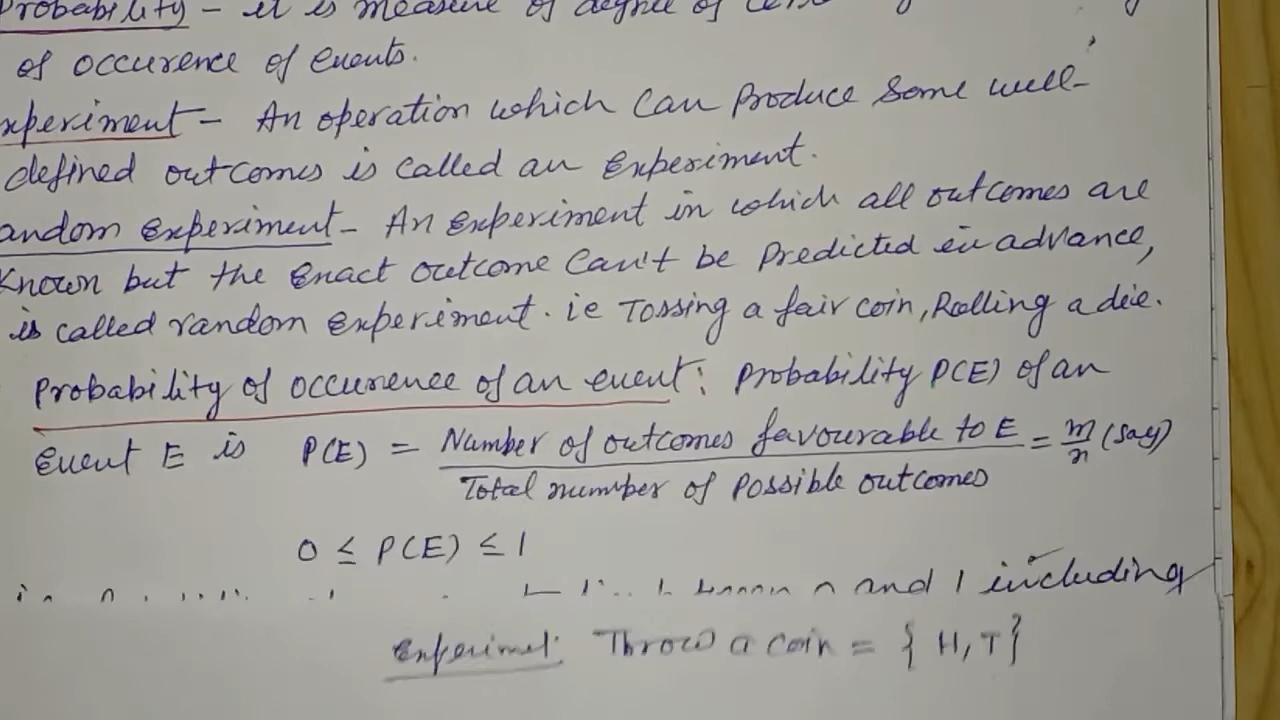 Probability - it is measure of degree of
of occurence of events.
xperiment - An operation which can produce some well-
defined outcomes is called an experiment.
andom experiment - An experiment in which all outcomes are
known but the exact outcome can't be predicted in advance,
is called random experiment. ie Tossing a fair coin, Rolling a die.
Probability of occurence of an event: Probability P(E) of an
event E is P(E) = Number of outcomes favourable to E / Total number of possible outcomes = m/n (say)
0 ≤ P(E) ≤ 1
and 1 including
Experimet: Throw a coin = { H, T }